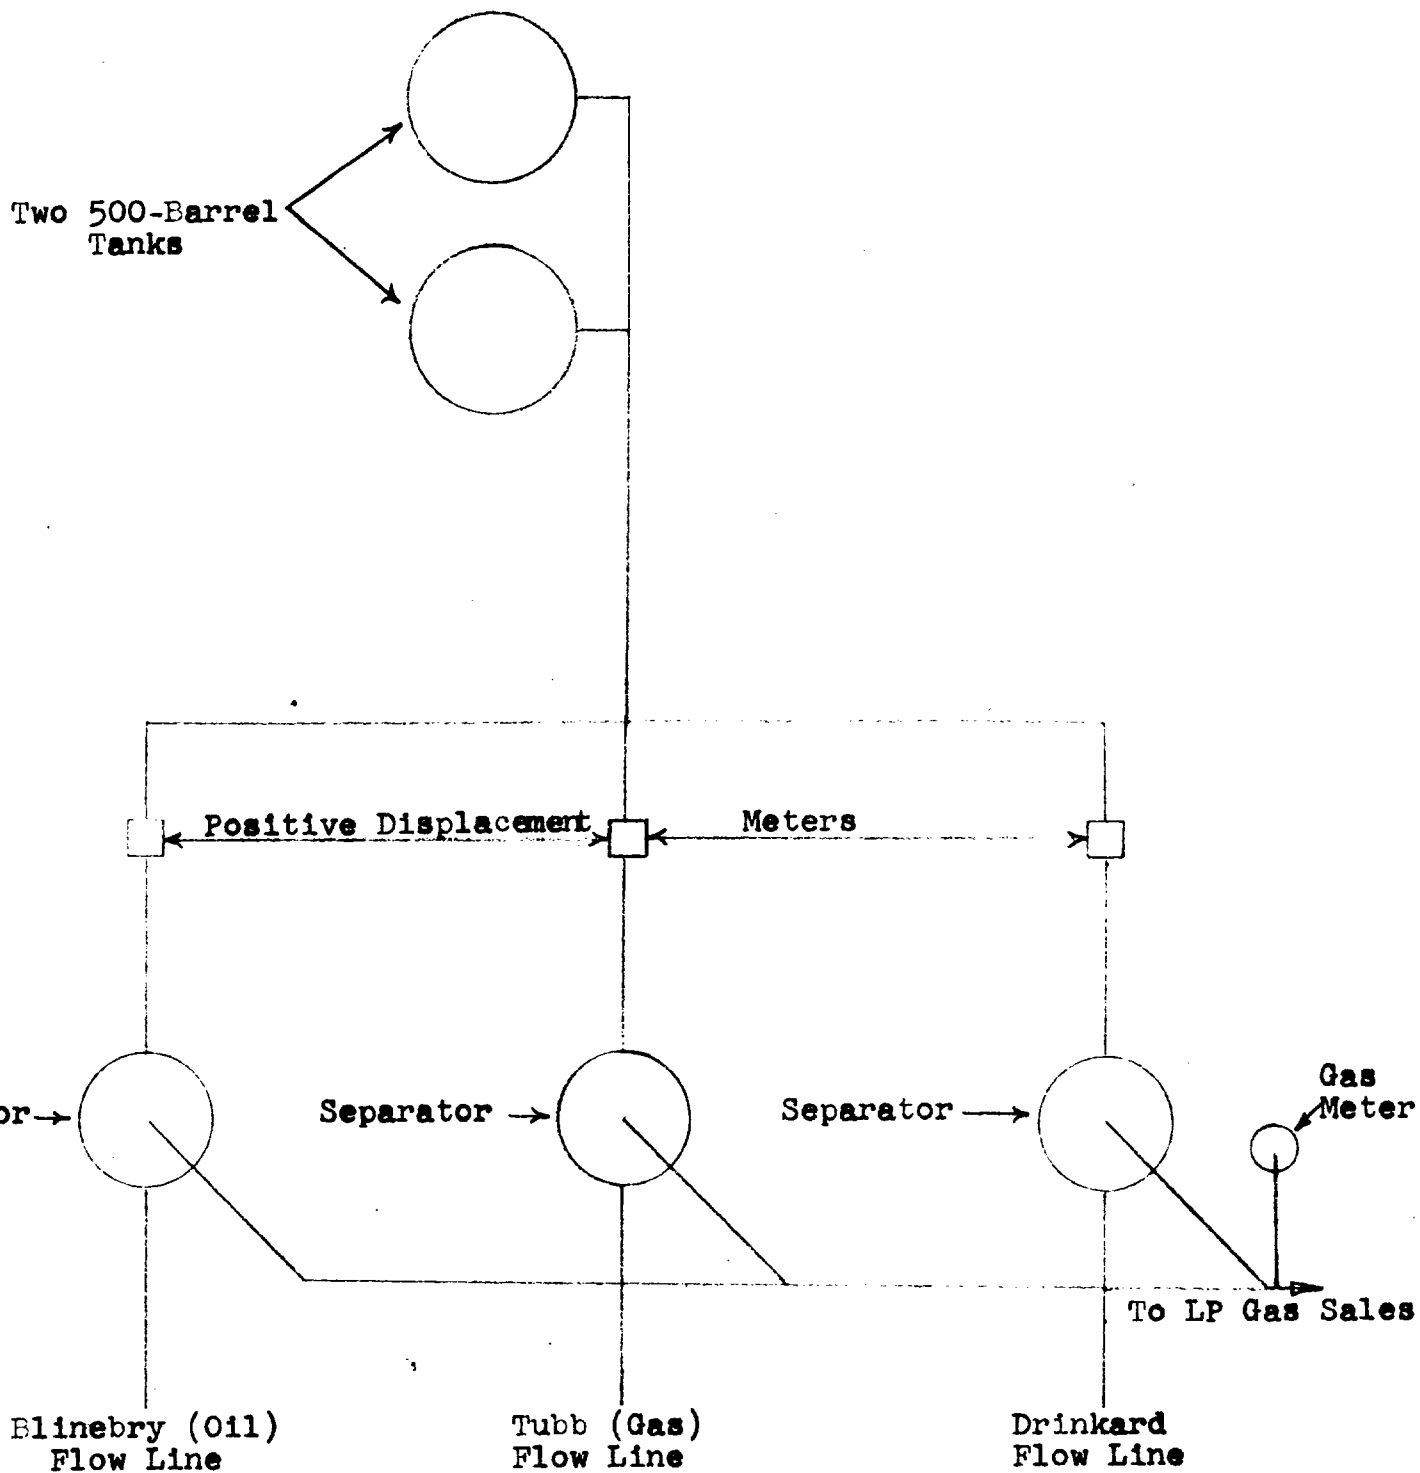 Two 500-Barrel
Tanks
Positive Displacement
Meters
or
Separator
Separator
Gas
Meter
To LP Gas Sales
Blinebry (Oil)
Flow Line
Tubb (Gas)
Flow Line
Drinkard
Flow Line